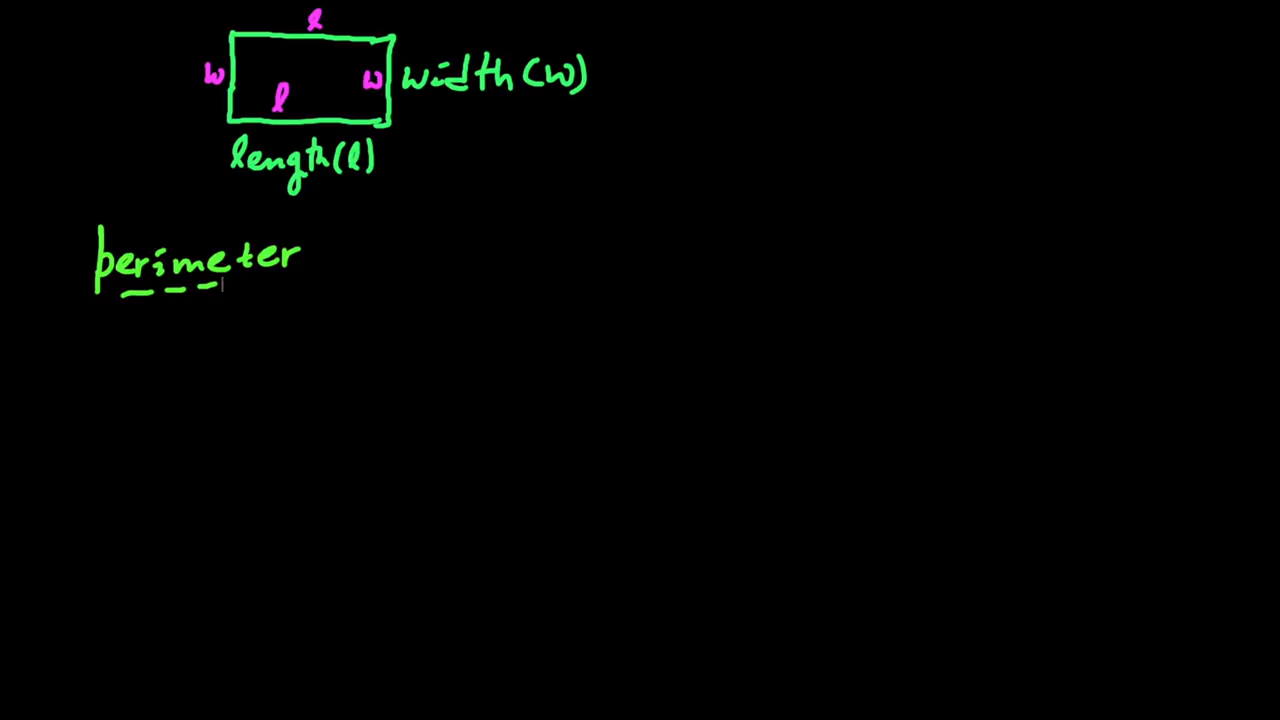 l
w w width(w)
l
length(l)
perimeter